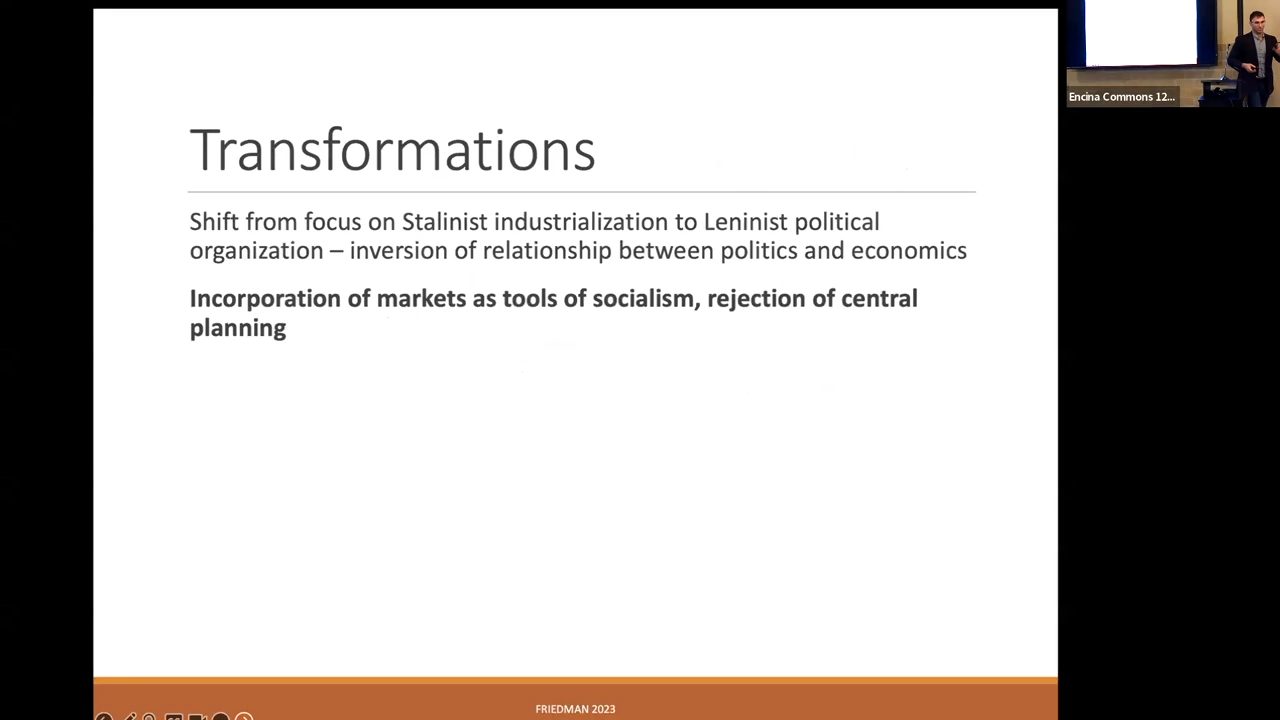 Transformations
Shift from focus on Stalinist industrialization to Leninist political
organization – inversion of relationship between politics and economics
Incorporation of markets as tools of socialism, rejection of central
planning
FRIEDMAN 2023
Encina Commons 12...